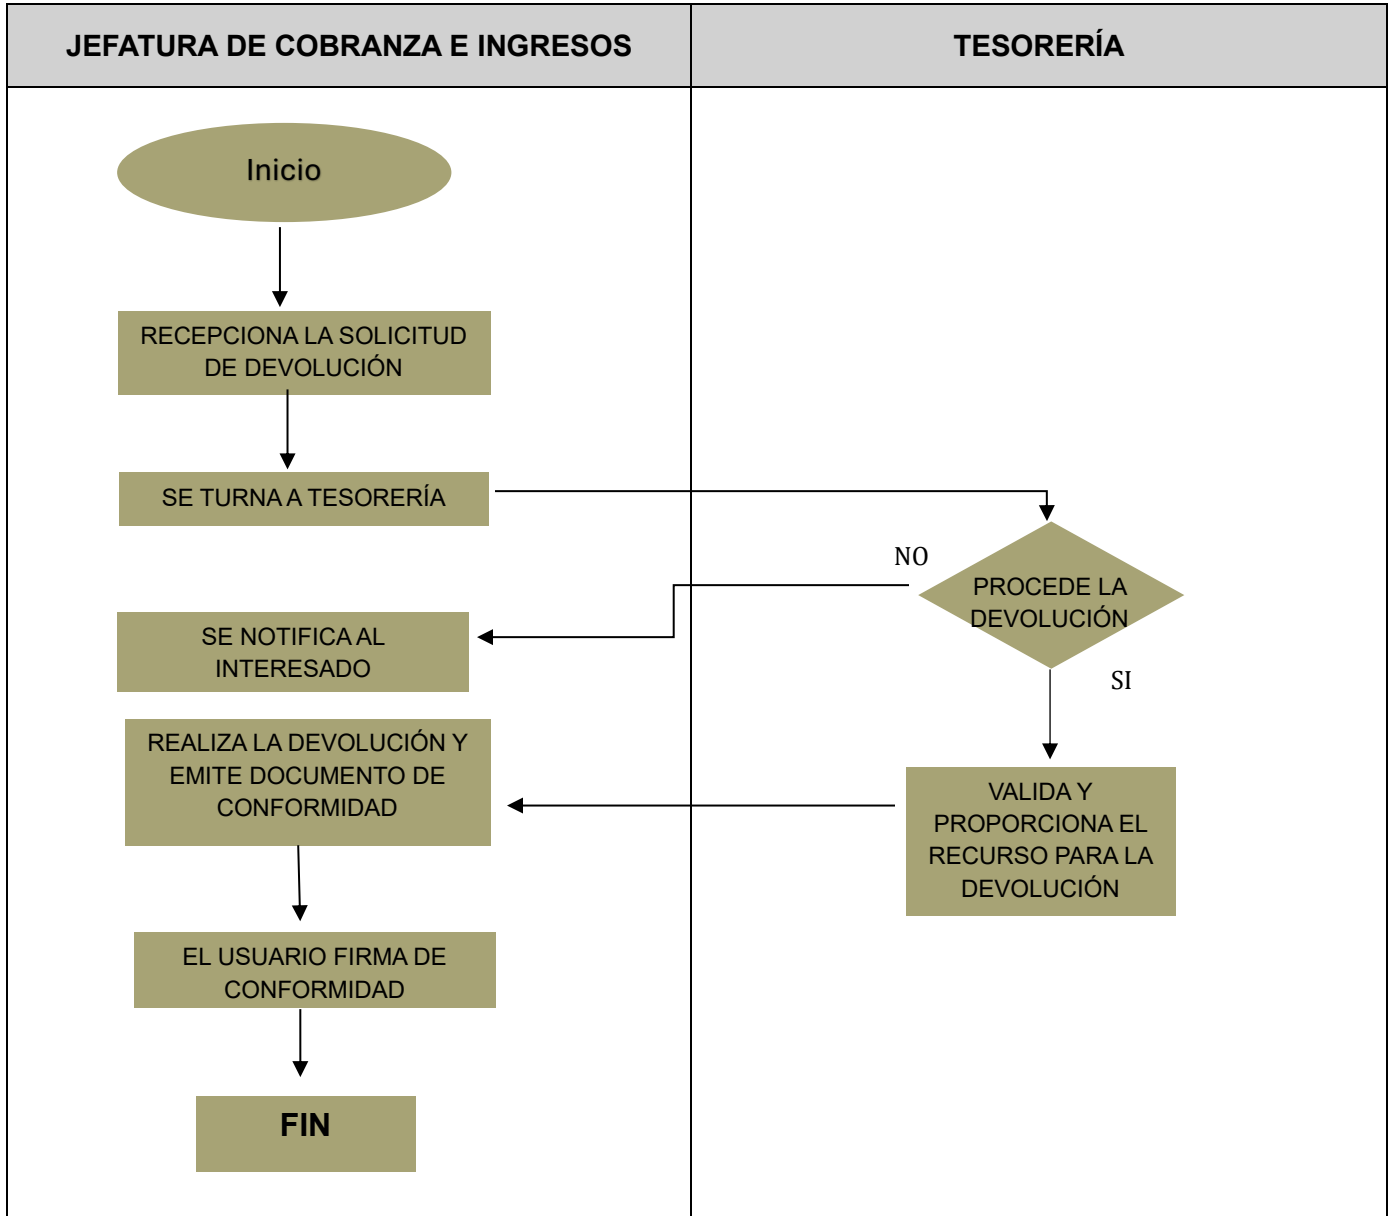 JEFATURA DE COBRANZA E INGRESOS
TESORERÍA
Inicio
RECEPCIONA LA SOLICITUD
DE DEVOLUCIÓN
SE TURNA A TESORERÍA
NO
PROCEDE LA
DEVOLUCIÓN
SE NOTIFICA AL
INTERESADO
SI
REALIZA LA DEVOLUCIÓN Y
EMITE DOCUMENTO DE
CONFORMIDAD
VALIDA Y
PROPORCIONA EL
RECURSO PARA LA
DEVOLUCIÓN
EL USUARIO FIRMA DE
CONFORMIDAD
FIN